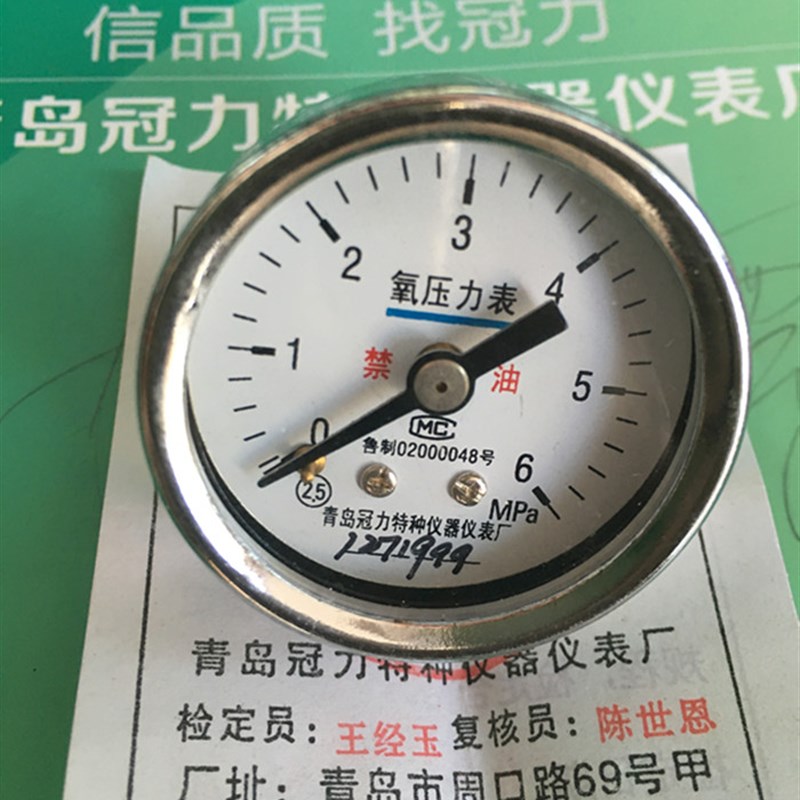 信品质 找冠力
青岛冠力特种仪器仪表厂
0 1 2 3 4 5 6
氧压力表
禁 油
MC
鲁制02000048号
2.5
MPa
青岛冠力特种仪器仪表厂
1271999
青岛冠力特种仪器仪表厂
检定员：王经玉 复核员：陈世恩
厂址：青岛市周口路69号甲